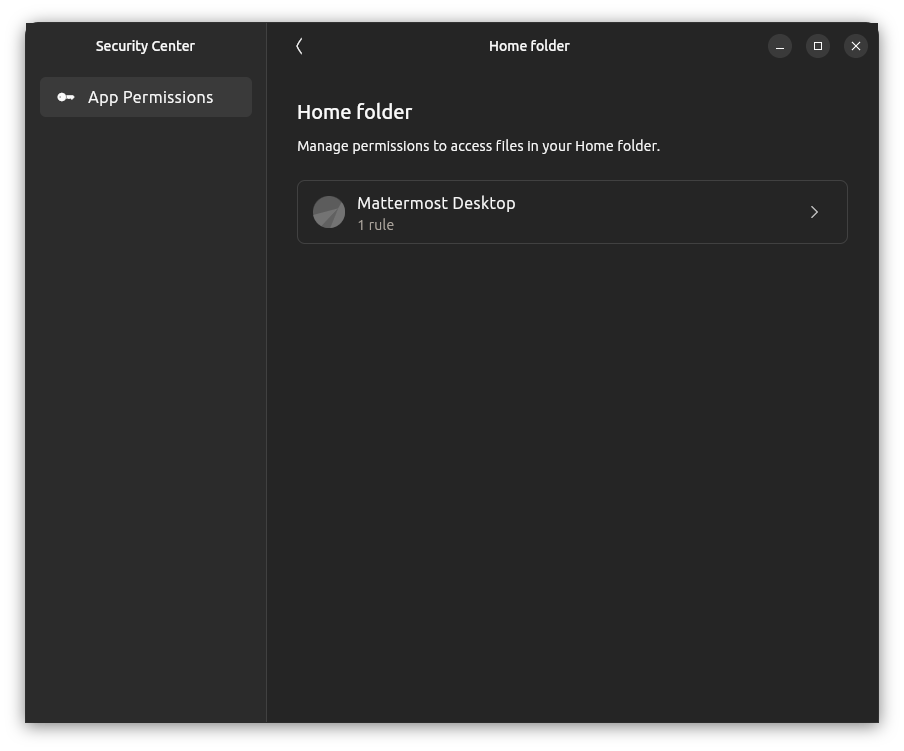 Security Center
Home folder
App Permissions
Home folder
Manage permissions to access files in your Home folder.
Mattermost Desktop
1 rule